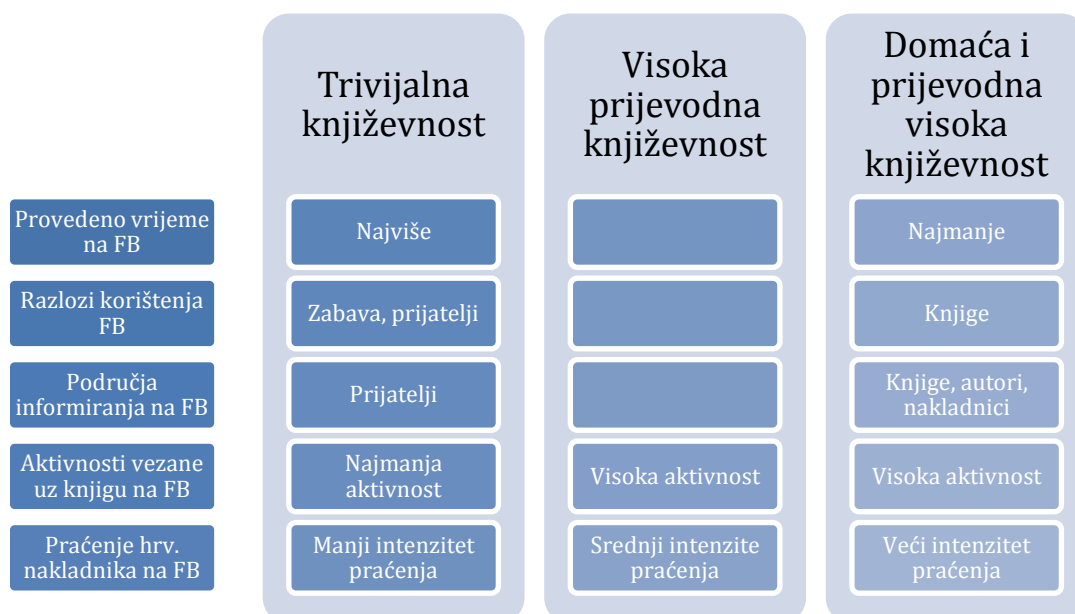 Trivijalna
književnost
Visoka
prijevodna
književnost
Domaća i
prijevodna
visoka
književnost
Provedeno vrijeme
na FB
Najviše
Najmanje
Razlozi korištenja
FB
Zabava, prijatelji
Knjige
Područja
informiranja na FB
Prijatelji
Knjige, autori,
nakladnici
Aktivnosti vezane
uz knjigu na FB
Najmanja
aktivnost
Visoka aktivnost
Visoka aktivnost
Praćenje hrv.
nakladnika na FB
Manji intenzitet
praćenja
Srednji intenzite
praćenja
Veći intenzitet
praćenja